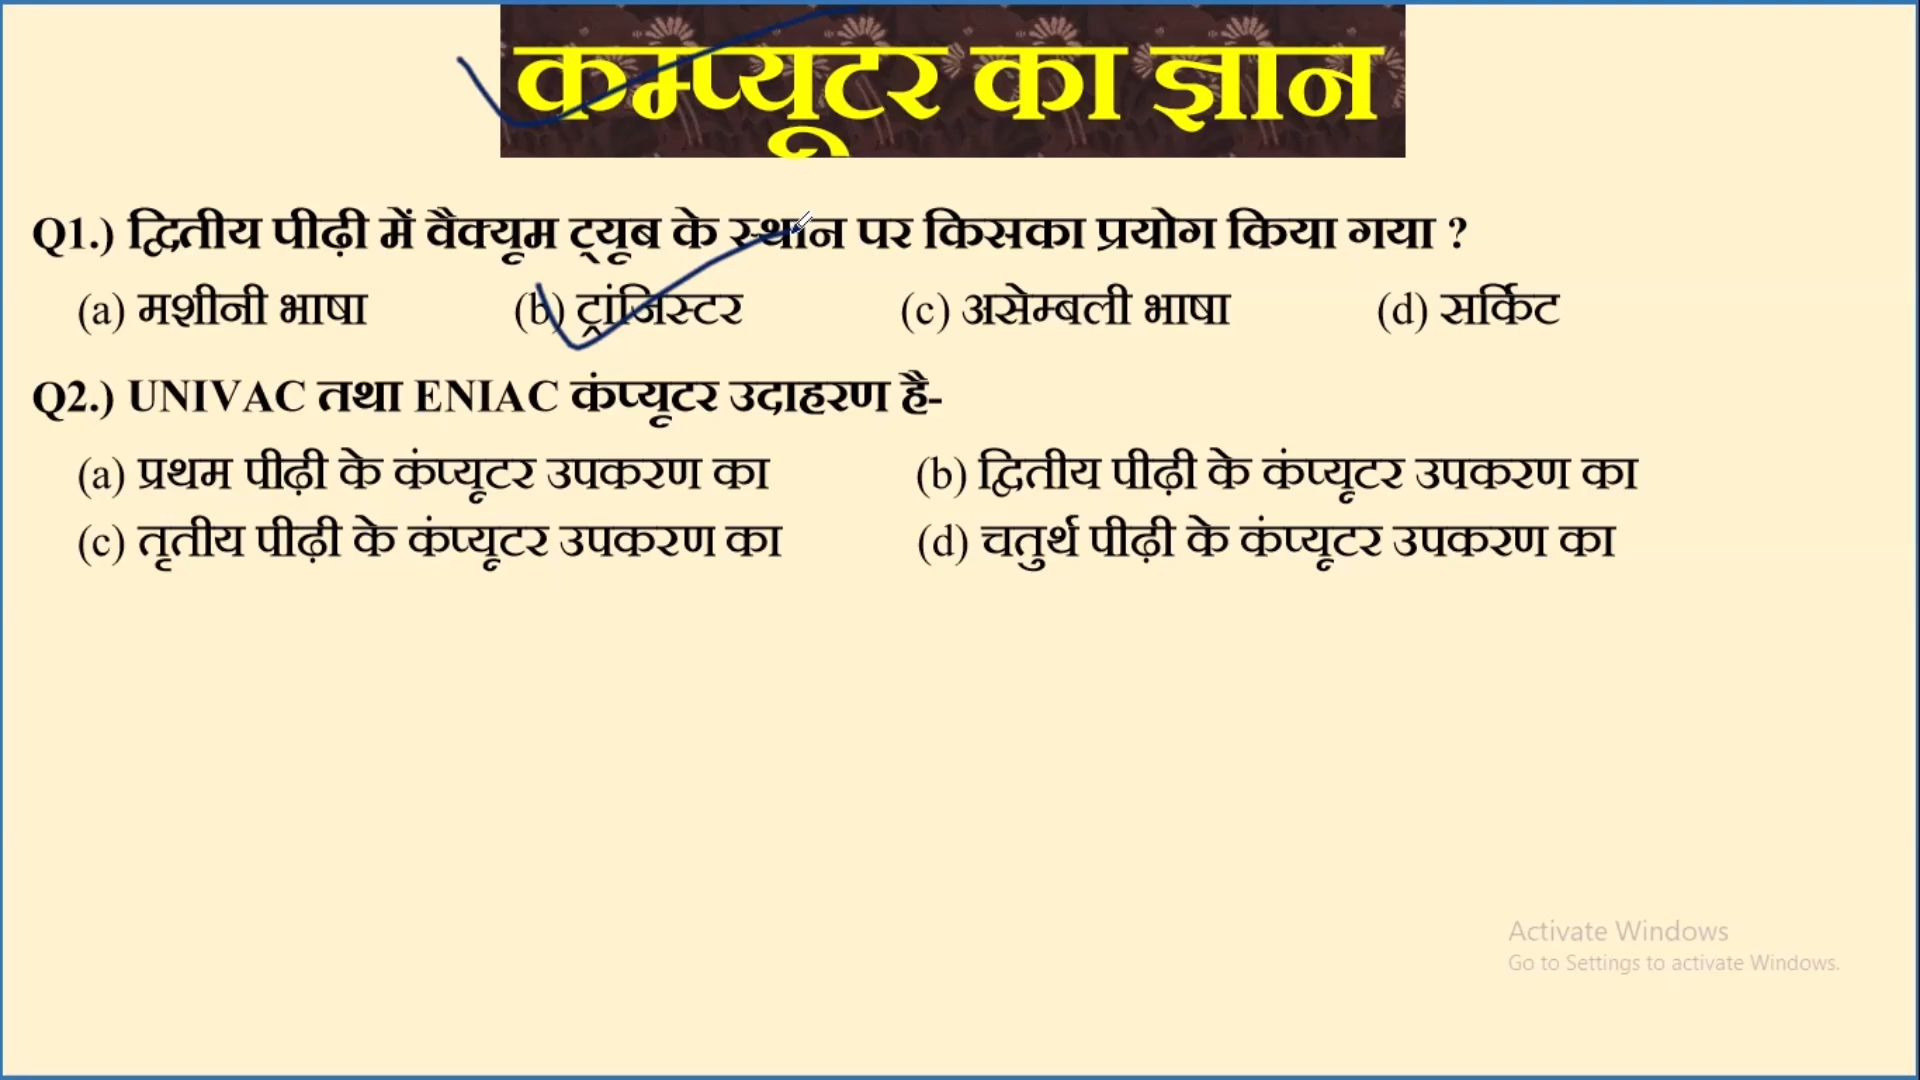 कम्प्यूटर का ज्ञान
Q1.) द्वितीय पीढ़ी में वैक्यूम ट्यूब के स्थान पर किसका प्रयोग किया गया ?
(a) मशीनी भाषा (b) ट्रांजिस्टर (c) असेम्बली भाषा (d) सर्किट
Q2.) UNIVAC तथा ENIAC कंप्यूटर उदाहरण है-
(a) प्रथम पीढ़ी के कंप्यूटर उपकरण का (b) द्वितीय पीढ़ी के कंप्यूटर उपकरण का
(c) तृतीय पीढ़ी के कंप्यूटर उपकरण का (d) चतुर्थ पीढ़ी के कंप्यूटर उपकरण का
Activate Windows
Go to Settings to activate Windows.